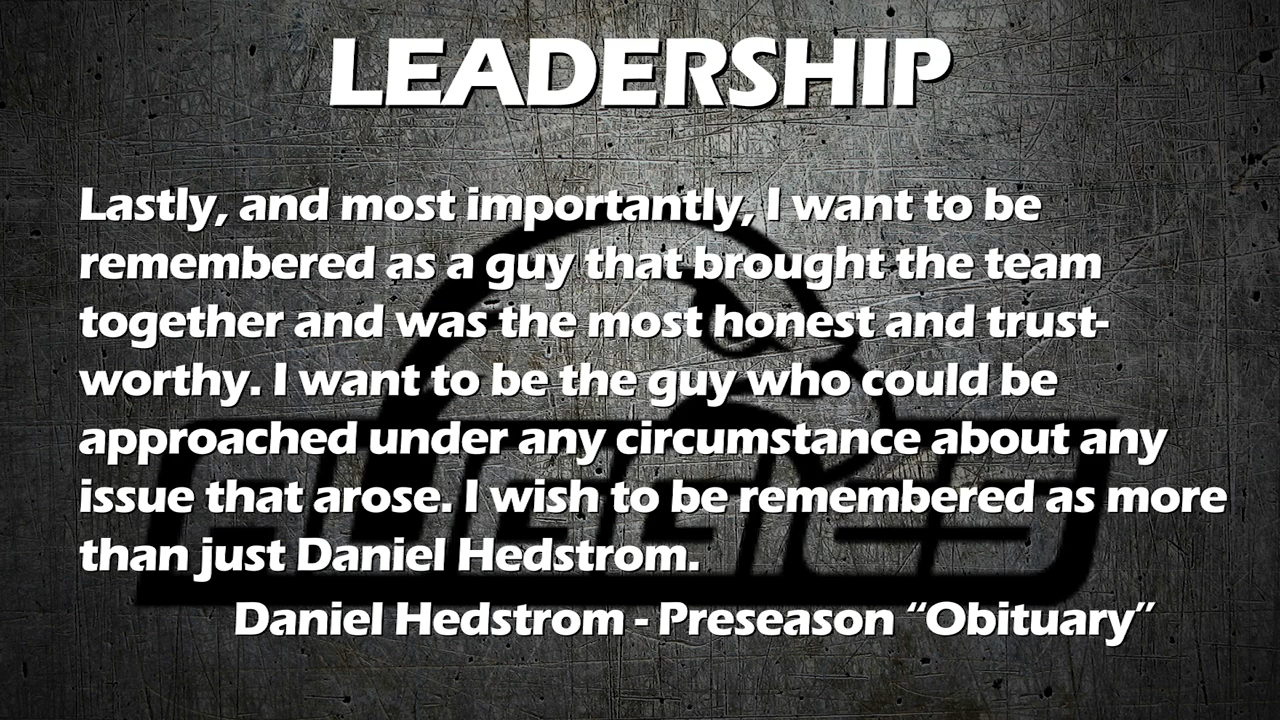 LEADERSHIP
Lastly, and most importantly, I want to be
remembered as a guy that brought the team
together and was the most honest and trust-
worthy. I want to be the guy who could be
approached under any circumstance about any
issue that arose. I wish to be remembered as more
than just Daniel Hedstrom.
Daniel Hedstrom - Preseason “Obituary”